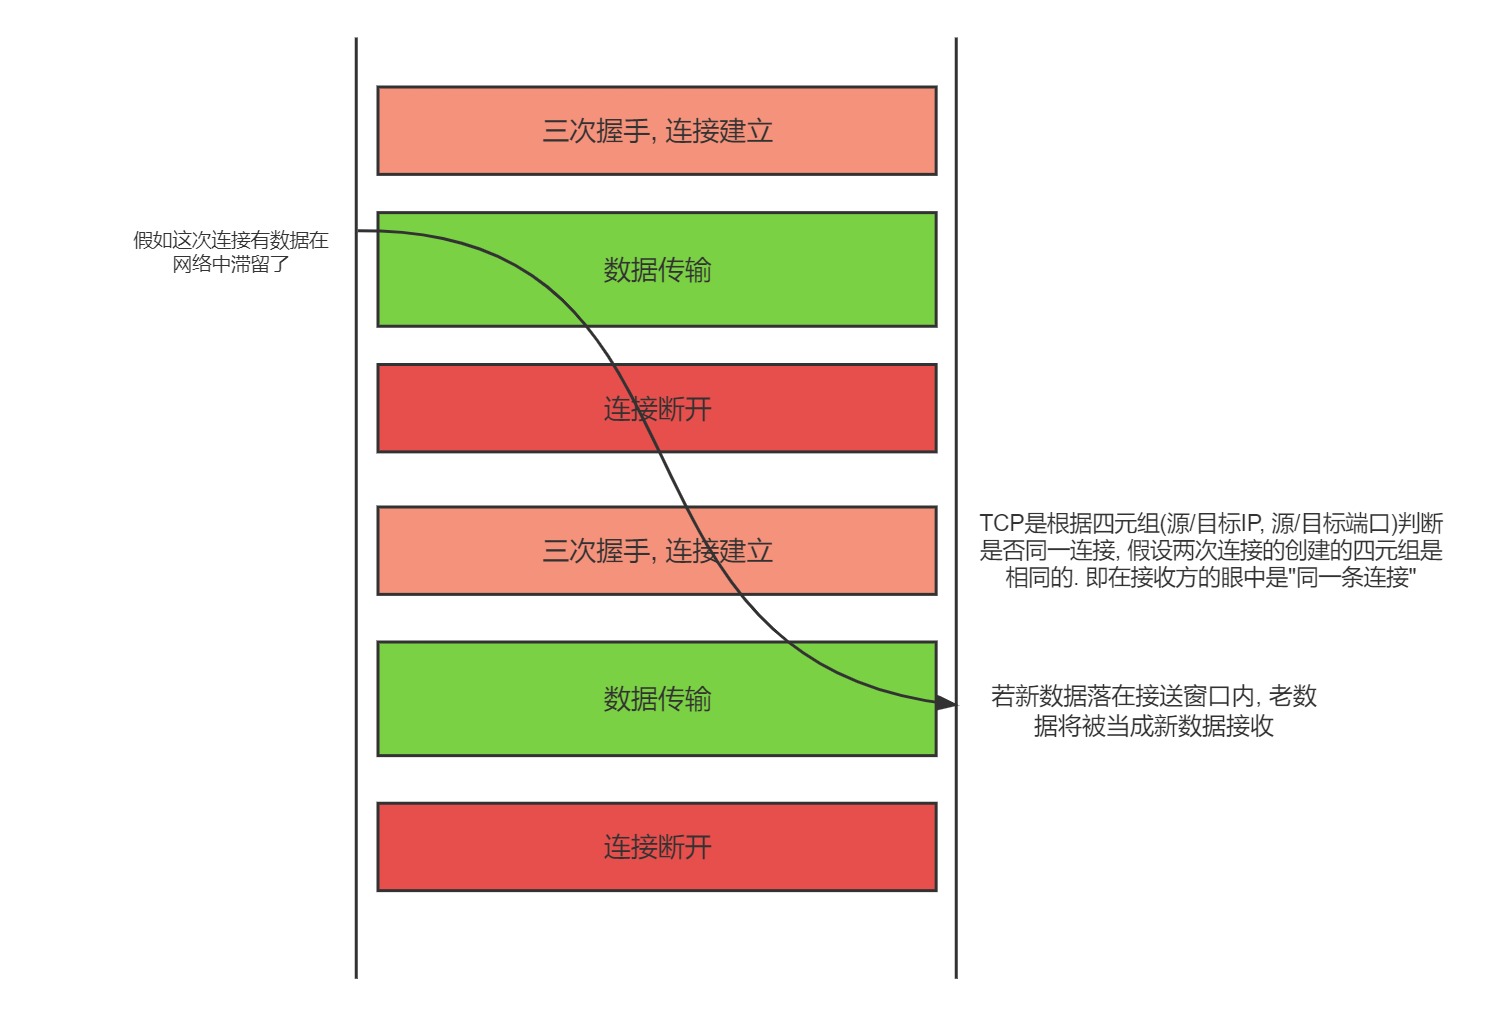 三次握手, 连接建立
假如这次连接有数据在
网络中滞留了
数据传输
连接断开
三次握手, 连接建立
TCP是根据四元组(源/目标IP, 源/目标端口)判断
是否同一连接, 假设两次连接的创建的四元组是
相同的. 即在接收方的眼中是"同一条连接"
数据传输
若新数据落在接送窗口内, 老数
据将被当成新数据接收
连接断开